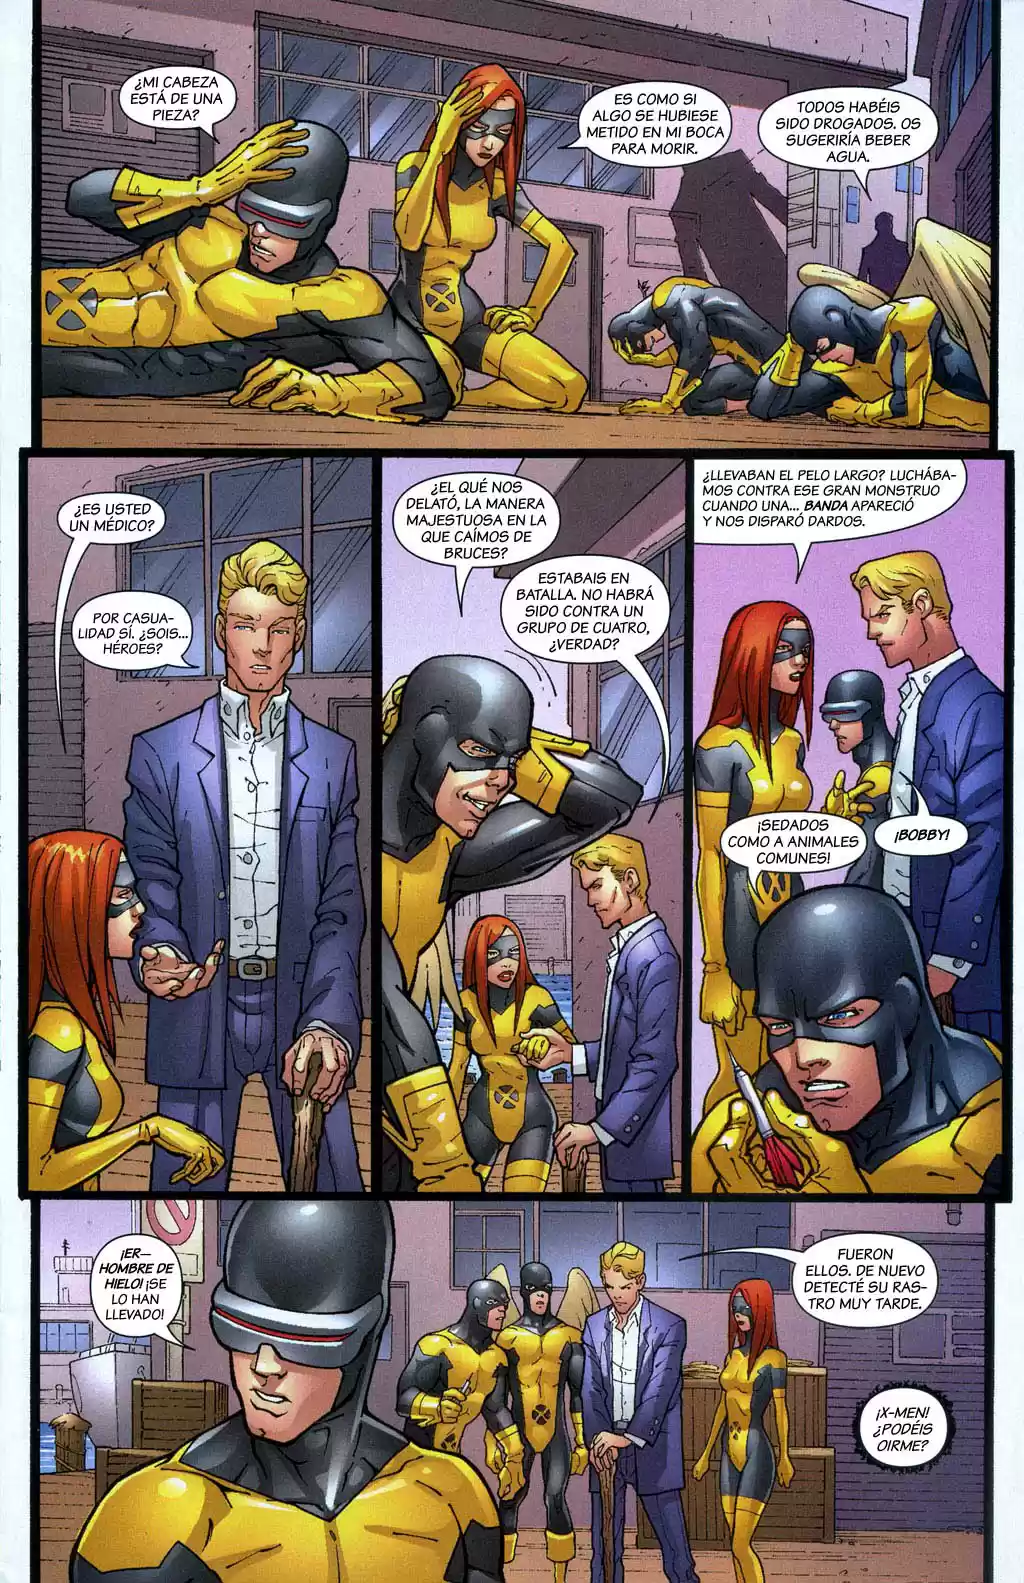 ¿MI CABEZA
ESTÁ DE UNA
PIEZA?
ES COMO SI
ALGO SE HUBIESE
METIDO EN MI BOCA
PARA MORIR.
TODOS HABÉIS
SIDO DROGADOS. OS
SUGERIRÍA BEBER
AGUA.
¿ES USTED
UN MÉDICO?
POR CASUA-
LIDAD SÍ. ¿SOIS...
HÉROES?
¿EL QUÉ NOS
DELATÓ, LA MANERA
MAJESTUOSA EN LA
QUE CAÍMOS DE
BRUCES?
ESTABAIS EN
BATALLA. NO HABRÁ
SIDO CONTRA UN
GRUPO DE CUATRO,
¿VERDAD?
¿LLEVABAN EL PELO LARGO? LUCHÁBA-
MOS CONTRA ESE GRAN MONSTRUO
CUANDO UNA... BANDA APARECIÓ
Y NOS DISPARÓ DARDOS.
¡SEDADOS
COMO A ANIMALES
COMUNES!
¡BOBBY!
¡ER—
HOMBRE DE
HIELO! ¡SE
LO HAN
LLEVADO!
FUERON
ELLOS. DE NUEVO
DETECTÉ SU RAS-
TRO MUY TARDE.
¡X-MEN!
¿PODÉIS
OIRME?